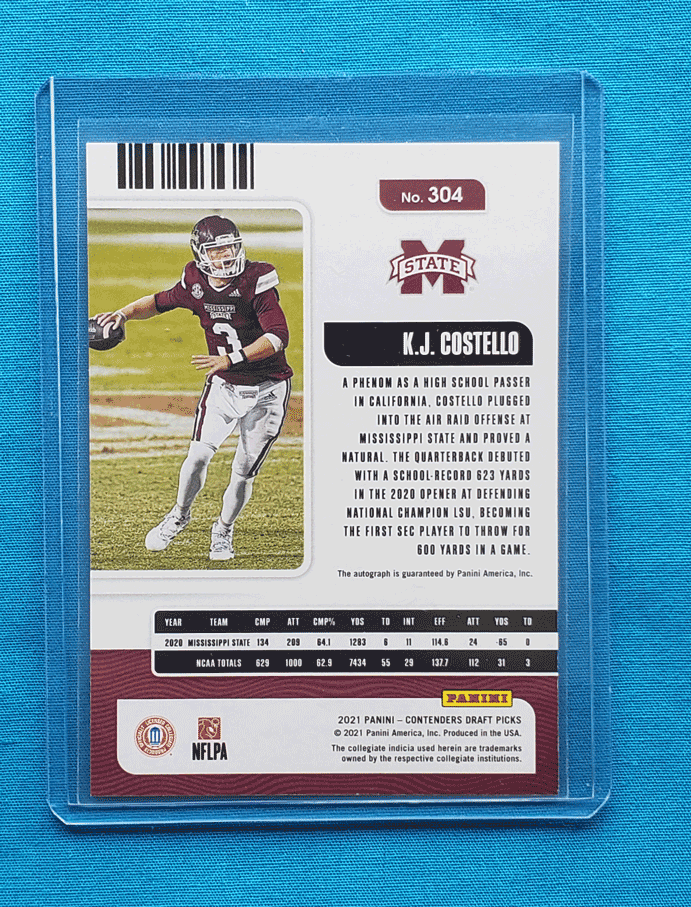 No. 304
M STATE
MISSISSIPPI STATE
3
K.J. COSTELLO
A PHENOM AS A HIGH SCHOOL PASSER
IN CALIFORNIA, COSTELLO PLUGGED
INTO THE AIR RAID OFFENSE AT
MISSISSIPPI STATE AND PROVED A
NATURAL. THE QUARTERBACK DEBUTED
WITH A SCHOOL-RECORD 623 YARDS
IN THE 2020 OPENER AT DEFENDING
NATIONAL CHAMPION LSU, BECOMING
THE FIRST SEC PLAYER TO THROW FOR
600 YARDS IN A GAME.
The autograph is guaranteed by Panini America, Inc.
YEAR TEAM CMP ATT CMP% YDS TD INT EFF ATT YDS TD
2020 MISSISSIPPI STATE 134 209 64.1 1283 6 11 114.6 24 -65 0
NCAA TOTALS 629 1000 62.9 7434 55 29 137.7 112 31 3
PANINI
2021 PANINI – CONTENDERS DRAFT PICKS
© 2021 Panini America, Inc. Produced in the USA.
The collegiate indicia used herein are trademarks
owned by the respective collegiate institutions.
NFLPA